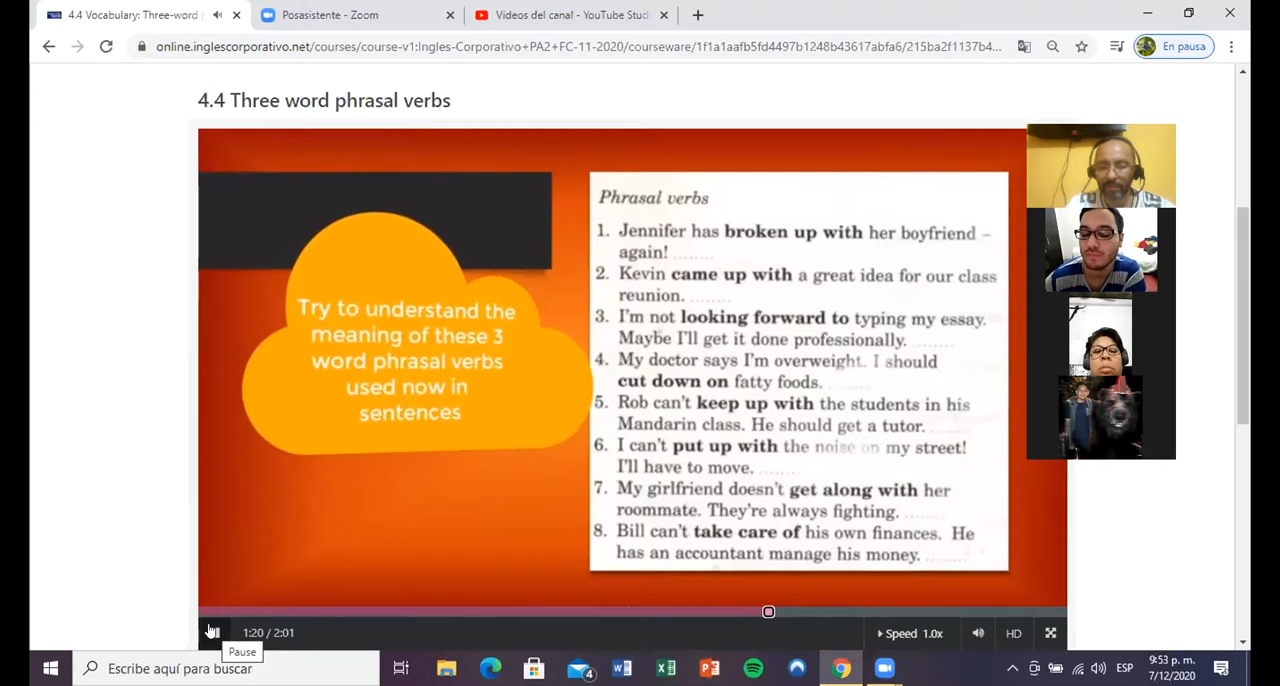 4.4 Vocabulary: Three-word p
Posasistente - Zoom
Videos del canal - YouTube Stud
online.inglescorporativo.net/courses/course-v1:Ingles-Corporativo+PA2+FC-11-2020/courseware/1f1a1aafb5fd4497b1248b43617abfa6/215ba2f1137b4...
En pausa
4.4 Three word phrasal verbs
Try to understand the
meaning of these 3
word phrasal verbs
used now in
sentences
Phrasal verbs
1. Jennifer has broken up with her boyfriend –
again! ........
2. Kevin came up with a great idea for our class
reunion. ........
3. I'm not looking forward to typing my essay.
Maybe I'll get it done professionally. ........
4. My doctor says I'm overweight. I should
cut down on fatty foods. ........
5. Rob can't keep up with the students in his
Mandarin class. He should get a tutor. ........
6. I can't put up with the noise on my street!
I'll have to move. ........
7. My girlfriend doesn't get along with her
roommate. They're always fighting. ........
8. Bill can't take care of his own finances. He
has an accountant manage his money. ........
1:20 / 2:01
Speed 1.0x
HD
Pause
Escribe aquí para buscar
4
ESP
9:53 p. m.
7/12/2020